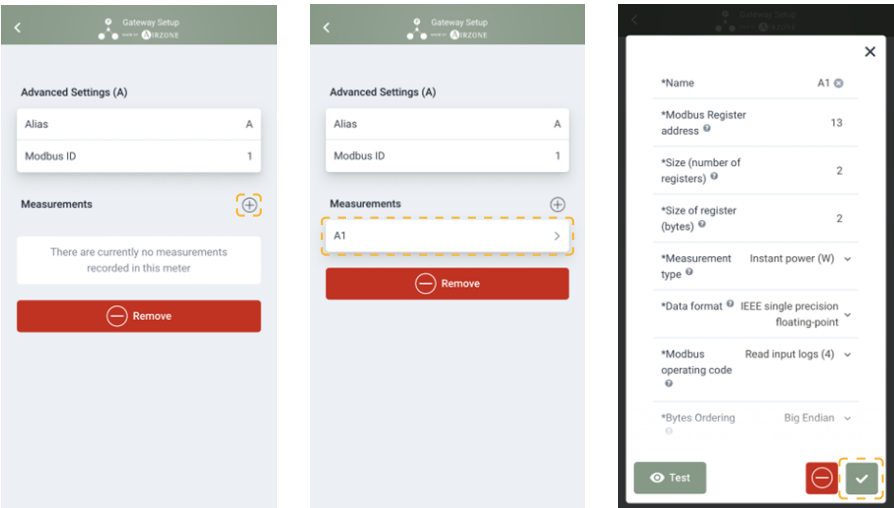 Gateway Setup
AIRZONE
Advanced Settings (A)
Alias A
Modbus ID 1
Measurements
There are currently no measurements
recorded in this meter
Remove
Gateway Setup
AIRZONE
Advanced Settings (A)
Alias A
Modbus ID 1
Measurements
A1
Remove
Gateway Setup
AIRZONE
*Name A1
*Modbus Register
address ? 13
*Size (number of
registers) ? 2
*Size of register
(bytes) ? 2
*Measurement Instant power (W)
type ?
*Data format ? IEEE single precision
floating-point
*Modbus Read input logs (4)
operating code
?
*Bytes Ordering Big Endian
?
Test